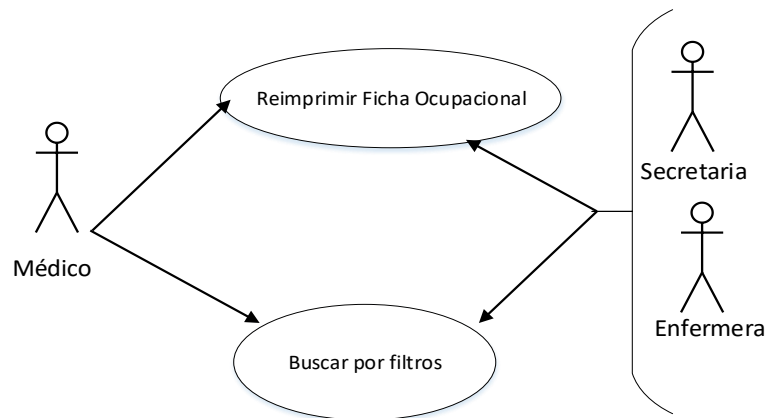 Reimprimir Ficha Ocupacional
Secretaria
Médico
Enfermera
Buscar por filtros